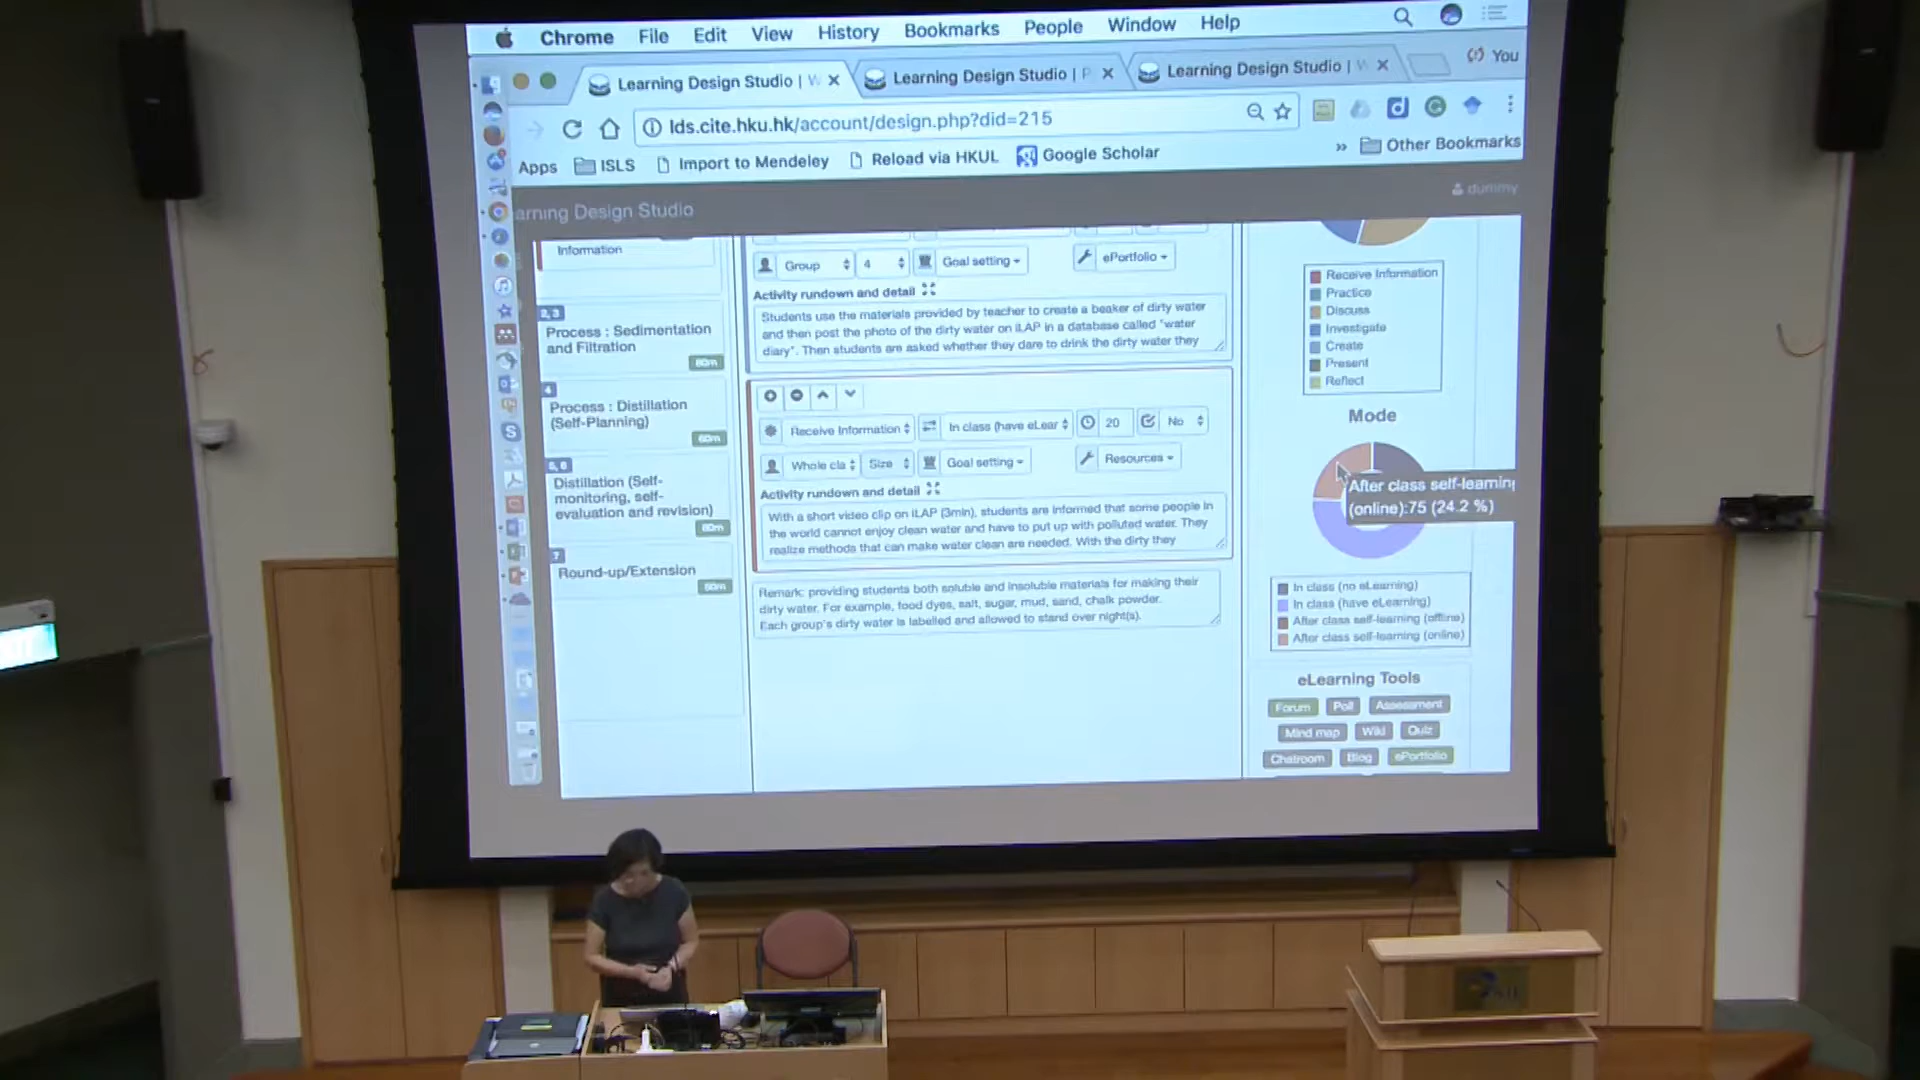 Chrome File Edit View History Bookmarks People Window Help
Learning Design Studio |
Learning Design Studio | P
Learning Design Studio |
You
lds.cite.hku.hk/account/design.php?did=215
Apps ISLS Import to Mendeley Reload via HKUL Google Scholar » Other Bookmarks
arning Design Studio
dummy
Information
2, 3
Process : Sedimentation
and Filtration
80m
4
Process : Distillation
(Self-Planning)
5, 6
Distillation (Self-
monitoring, self-
evaluation and revision)
7
Round-up/Extension
Group 4 Goal setting ePortfolio
Activity rundown and detail
Students use the materials provided by teacher to create a beaker of dirty water
and then post the photo of the dirty water on iLAP in a database called "water
diary". Then students are asked whether they dare to drink the dirty water they
Receive Information In class (have eLear 20 No
Whole cla Size Goal setting Resources
Activity rundown and detail
With a short video clip on iLAP (3min), students are informed that some people in
the world cannot enjoy clean water and have to put up with polluted water. They
realize methods that can make water clean are needed. With the dirty they
Remark: providing students both soluble and insoluble materials for making their
dirty water. For example, food dyes, salt, sugar, mud, sand, chalk powder.
Each group's dirty water is labelled and allowed to stand over night(s).
Receive Information
Practice
Discuss
Investigate
Create
Present
Reflect
Mode
After class self-learning
(online):75 (24.2 %)
In class (no eLearning)
In class (have eLearning)
After class self-learning (offline)
After class self-learning (online)
eLearning Tools
Forum Poll Assessment
Mind map Wiki Quiz
Chatroom Blog ePortfolio